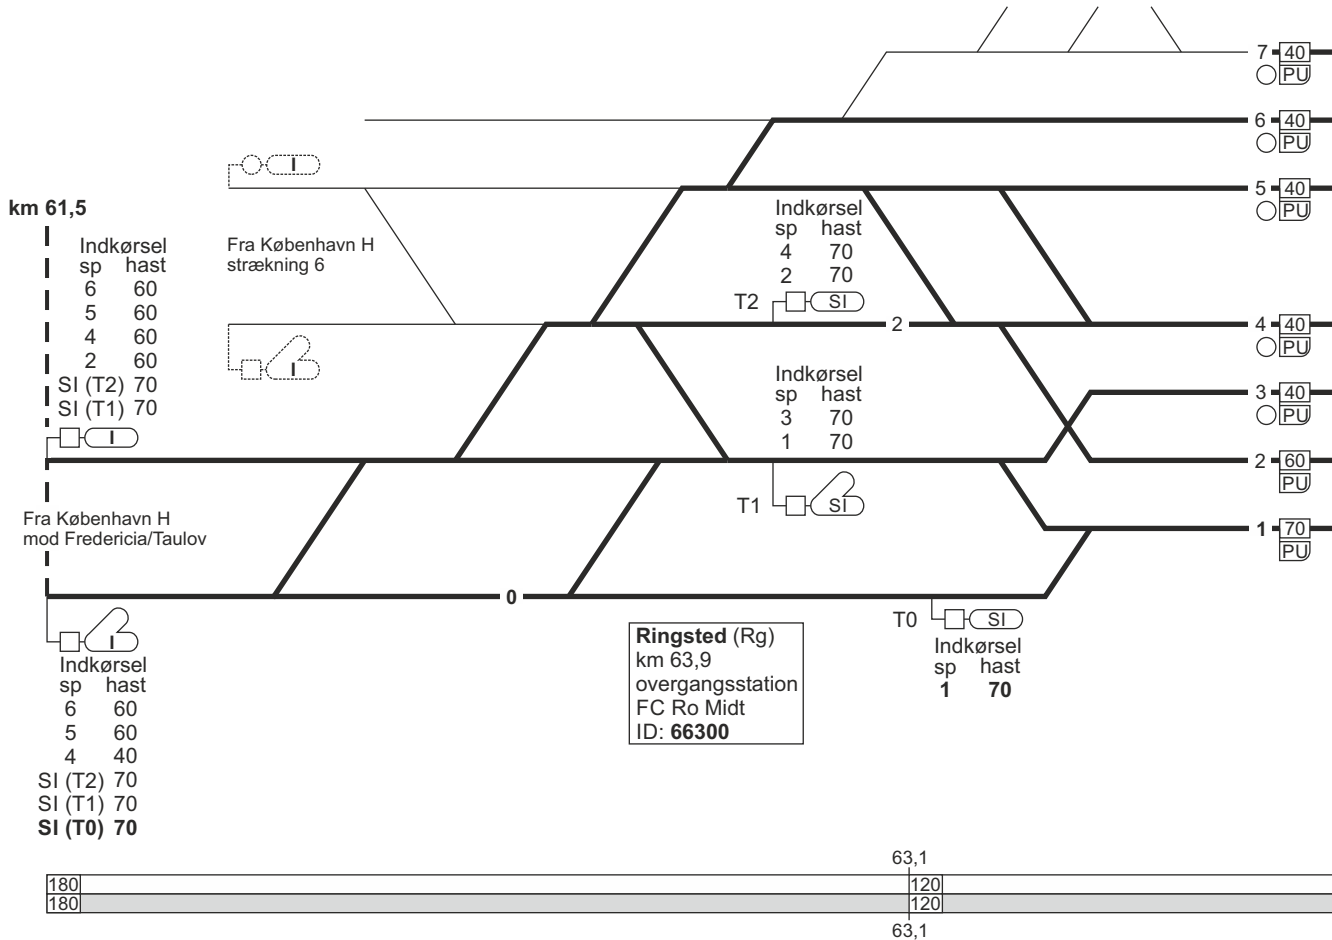 7 40
PU
6 40
PU
I
5 40
PU
km 61,5
Indkørsel
sp hast
6 60
5 60
4 60
2 60
SI (T2) 70
SI (T1) 70
I
Fra København H
strækning 6
I
Indkørsel
sp hast
4 70
2 70
T2 SI
2
4 40
PU
Indkørsel
sp hast
3 70
1 70
T1 SI
3 40
PU
2 60
PU
1 70
PU
Fra København H
mod Fredericia/Taulov
0
I
Indkørsel
sp hast
6 60
5 60
4 40
SI (T2) 70
SI (T1) 70
SI (T0) 70
Ringsted (Rg)
km 63,9
overgangsstation
FC Ro Midt
ID: 66300
T0 SI
Indkørsel
sp hast
1 70
63,1
180 120
180 120
63,1